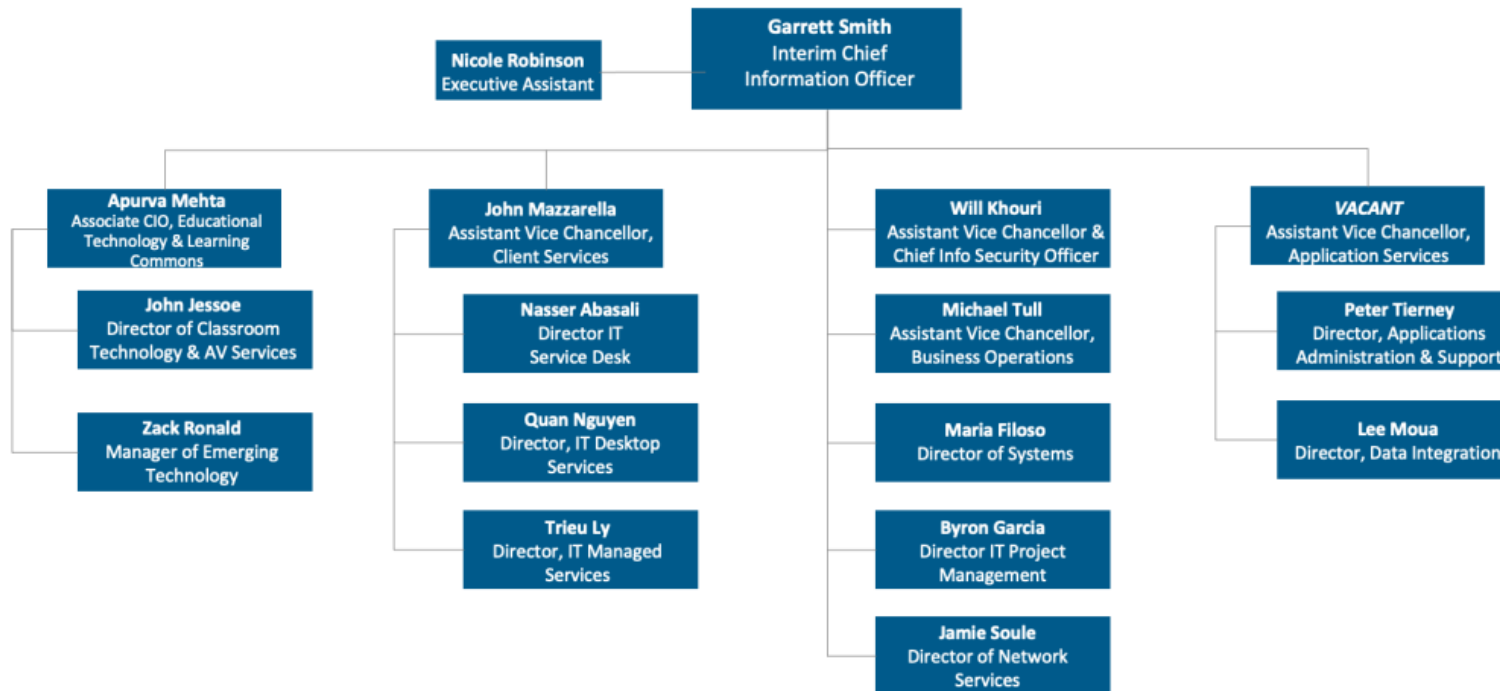 Garrett Smith
Interim Chief
Information Officer
Nicole Robinson
Executive Assistant
Apurva Mehta
Associate CIO, Educational
Technology & Learning
Commons
John Jessoe
Director of Classroom
Technology & AV Services
Zack Ronald
Manager of Emerging
Technology
John Mazzarella
Assistant Vice Chancellor,
Client Services
Nasser Abasali
Director IT
Service Desk
Quan Nguyen
Director, IT Desktop
Services
Trieu Ly
Director, IT Managed
Services
Will Khouri
Assistant Vice Chancellor &
Chief Info Security Officer
Michael Tull
Assistant Vice Chancellor,
Business Operations
Maria Filoso
Director of Systems
Byron Garcia
Director IT Project
Management
Jamie Soule
Director of Network
Services
VACANT
Assistant Vice Chancellor,
Application Services
Peter Tierney
Director, Applications
Administration & Support
Lee Moua
Director, Data Integration